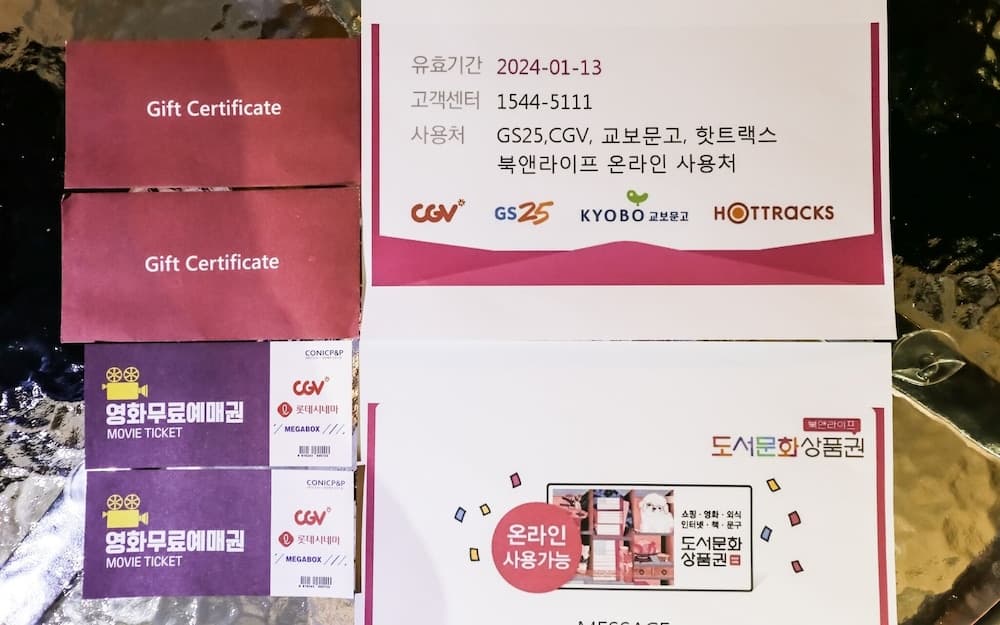 Gift Certificate
Gift Certificate
영화무료예매권
MOVIE TICKET
CONICP&P
CGV
롯데시네마
MEGABOX
영화무료예매권
MOVIE TICKET
CONICP&P
CGV
롯데시네마
MEGABOX
유효기간 2024-01-13
고객센터 1544-5111
사용처 GS25,CGV, 교보문고, 핫트랙스
북앤라이프 온라인 사용처
CGV GS25 KYOBO 교보문고 HOTTRACKS
북앤라이프
도서문화상품권
온라인
사용가능
쇼핑·영화·외식
인터넷·책·문구
도서문화
상품권